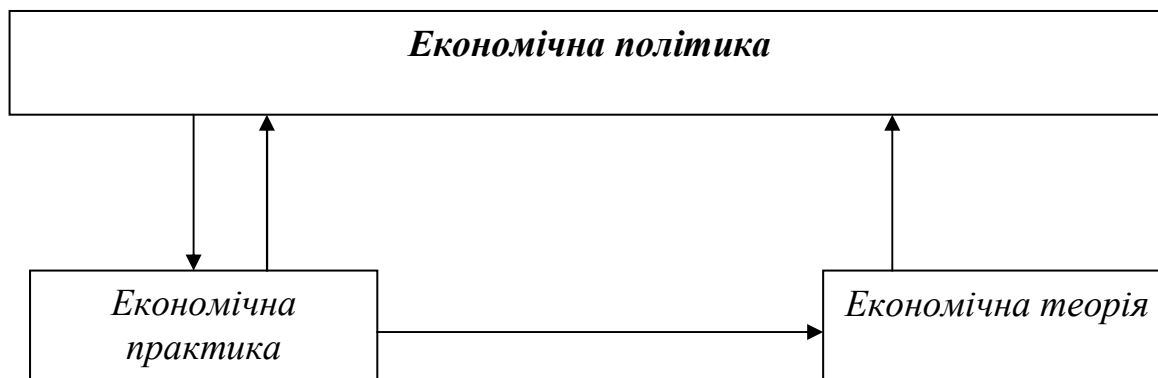 Економічна політика
Економічна
практика
Економічна теорія